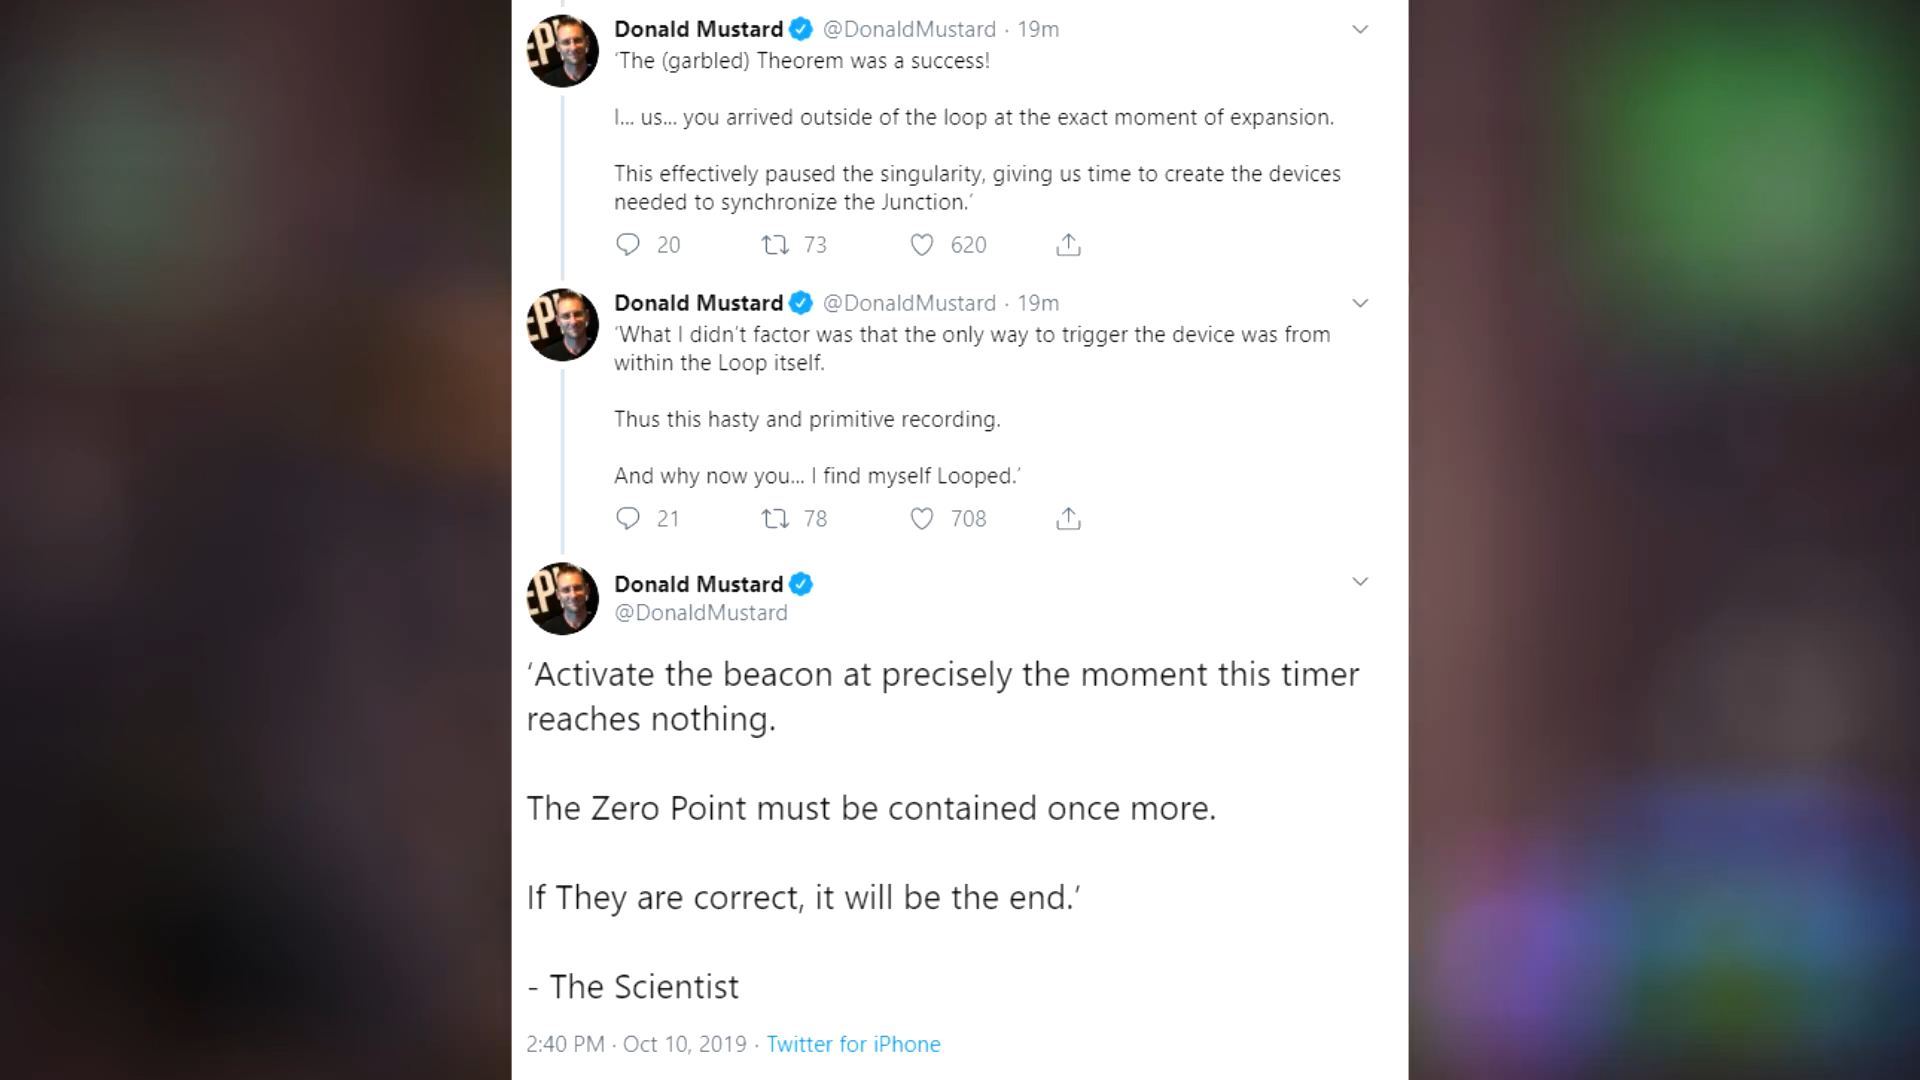 Donald Mustard @DonaldMustard · 19m
'The (garbled) Theorem was a success!
I... us... you arrived outside of the loop at the exact moment of expansion.
This effectively paused the singularity, giving us time to create the devices
needed to synchronize the Junction.'
20 73 620
Donald Mustard @DonaldMustard · 19m
'What I didn't factor was that the only way to trigger the device was from
within the Loop itself.
Thus this hasty and primitive recording.
And why now you... I find myself Looped.'
21 78 708
Donald Mustard
@DonaldMustard
'Activate the beacon at precisely the moment this timer
reaches nothing.
The Zero Point must be contained once more.
If They are correct, it will be the end.'
- The Scientist
2:40 PM · Oct 10, 2019 · Twitter for iPhone